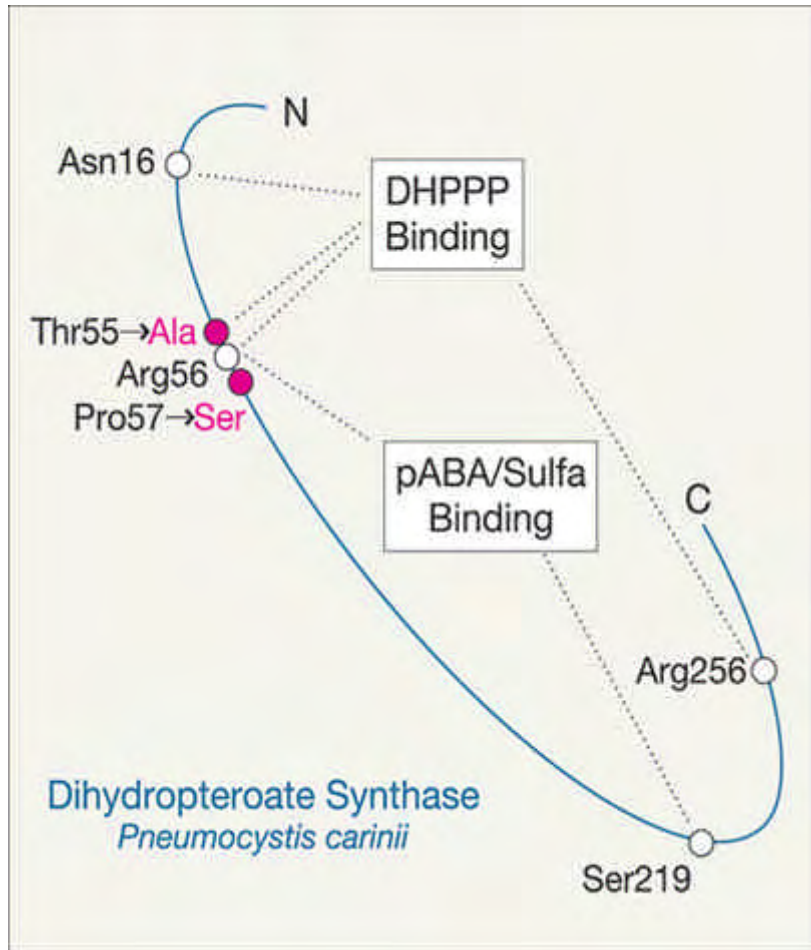 N
Asn16
DHPPP
Binding
Thr55→Ala
Arg56
Pro57→Ser
pABA/Sulfa
Binding
C
Arg256
Dihydropteroate Synthase
Pneumocystis carinii
Ser219